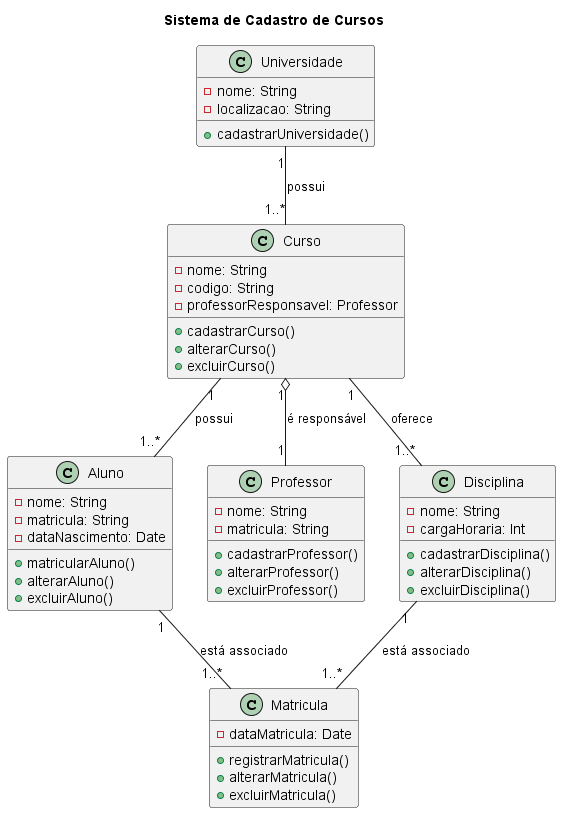 Sistema de Cadastro de Cursos
C Universidade
nome: String
localizacao: String
cadastrarUniversidade()
1
possui
1..*
C Curso
nome: String
codigo: String
professorResponsavel: Professor
cadastrarCurso()
alterarCurso()
excluirCurso()
1 1 1
possui é responsável oferece
1..* 1 1..*
C Aluno
nome: String
matricula: String
dataNascimento: Date
matricularAluno()
alterarAluno()
excluirAluno()
C Professor
nome: String
matricula: String
cadastrarProfessor()
alterarProfessor()
excluirProfessor()
C Disciplina
nome: String
cargaHoraria: Int
cadastrarDisciplina()
alterarDisciplina()
excluirDisciplina()
1 1
está associado está associado
1..* 1..*
C Matricula
dataMatricula: Date
registrarMatricula()
alterarMatricula()
excluirMatricula()